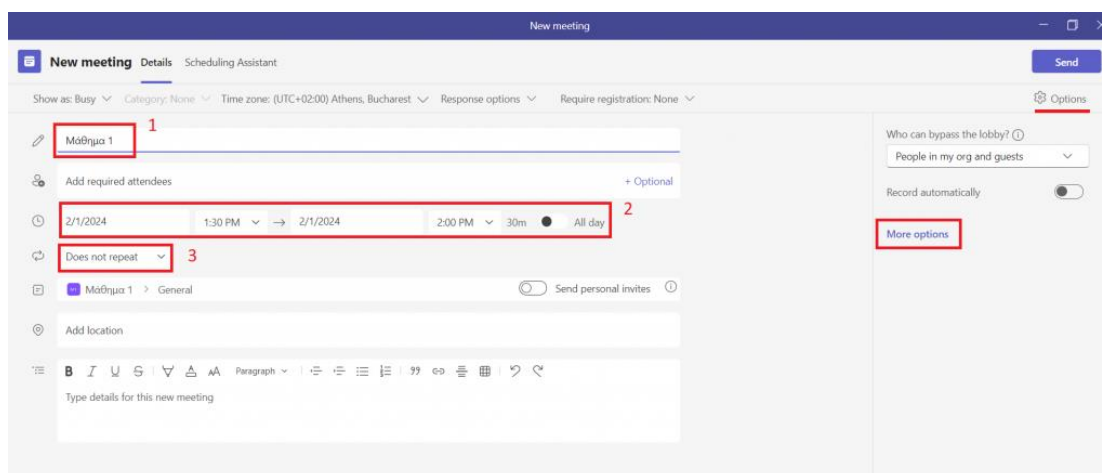 New meeting
New meeting Details Scheduling Assistant Send
Show as: Busy Category: None Time zone: (UTC+02:00) Athens, Bucharest Response options Require registration: None Options
1
Μάθημα 1
Who can bypass the lobby?
People in my org and guests
Add required attendees + Optional
Record automatically
2
2/1/2024 1:30 PM → 2/1/2024 2:00 PM 30m All day
More options
Does not repeat 3
Μάθημα 1 > General Send personal invites
Add location
B I U S AA Paragraph
Type details for this new meeting